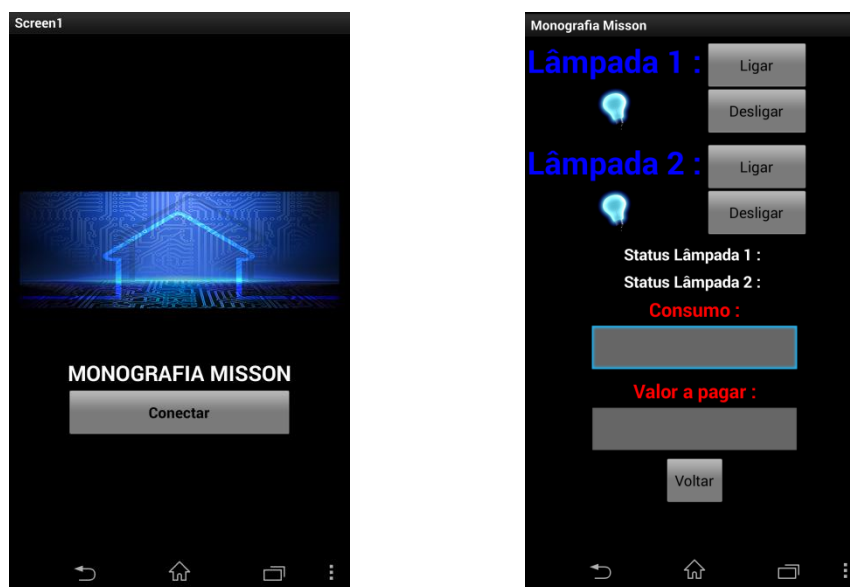 Screen1
MONOGRAFIA MISSON
Conectar
Monografia Misson
Lâmpada 1 :
Ligar
Desligar
Lâmpada 2 :
Ligar
Desligar
Status Lâmpada 1 :
Status Lâmpada 2 :
Consumo :
Valor a pagar :
Voltar